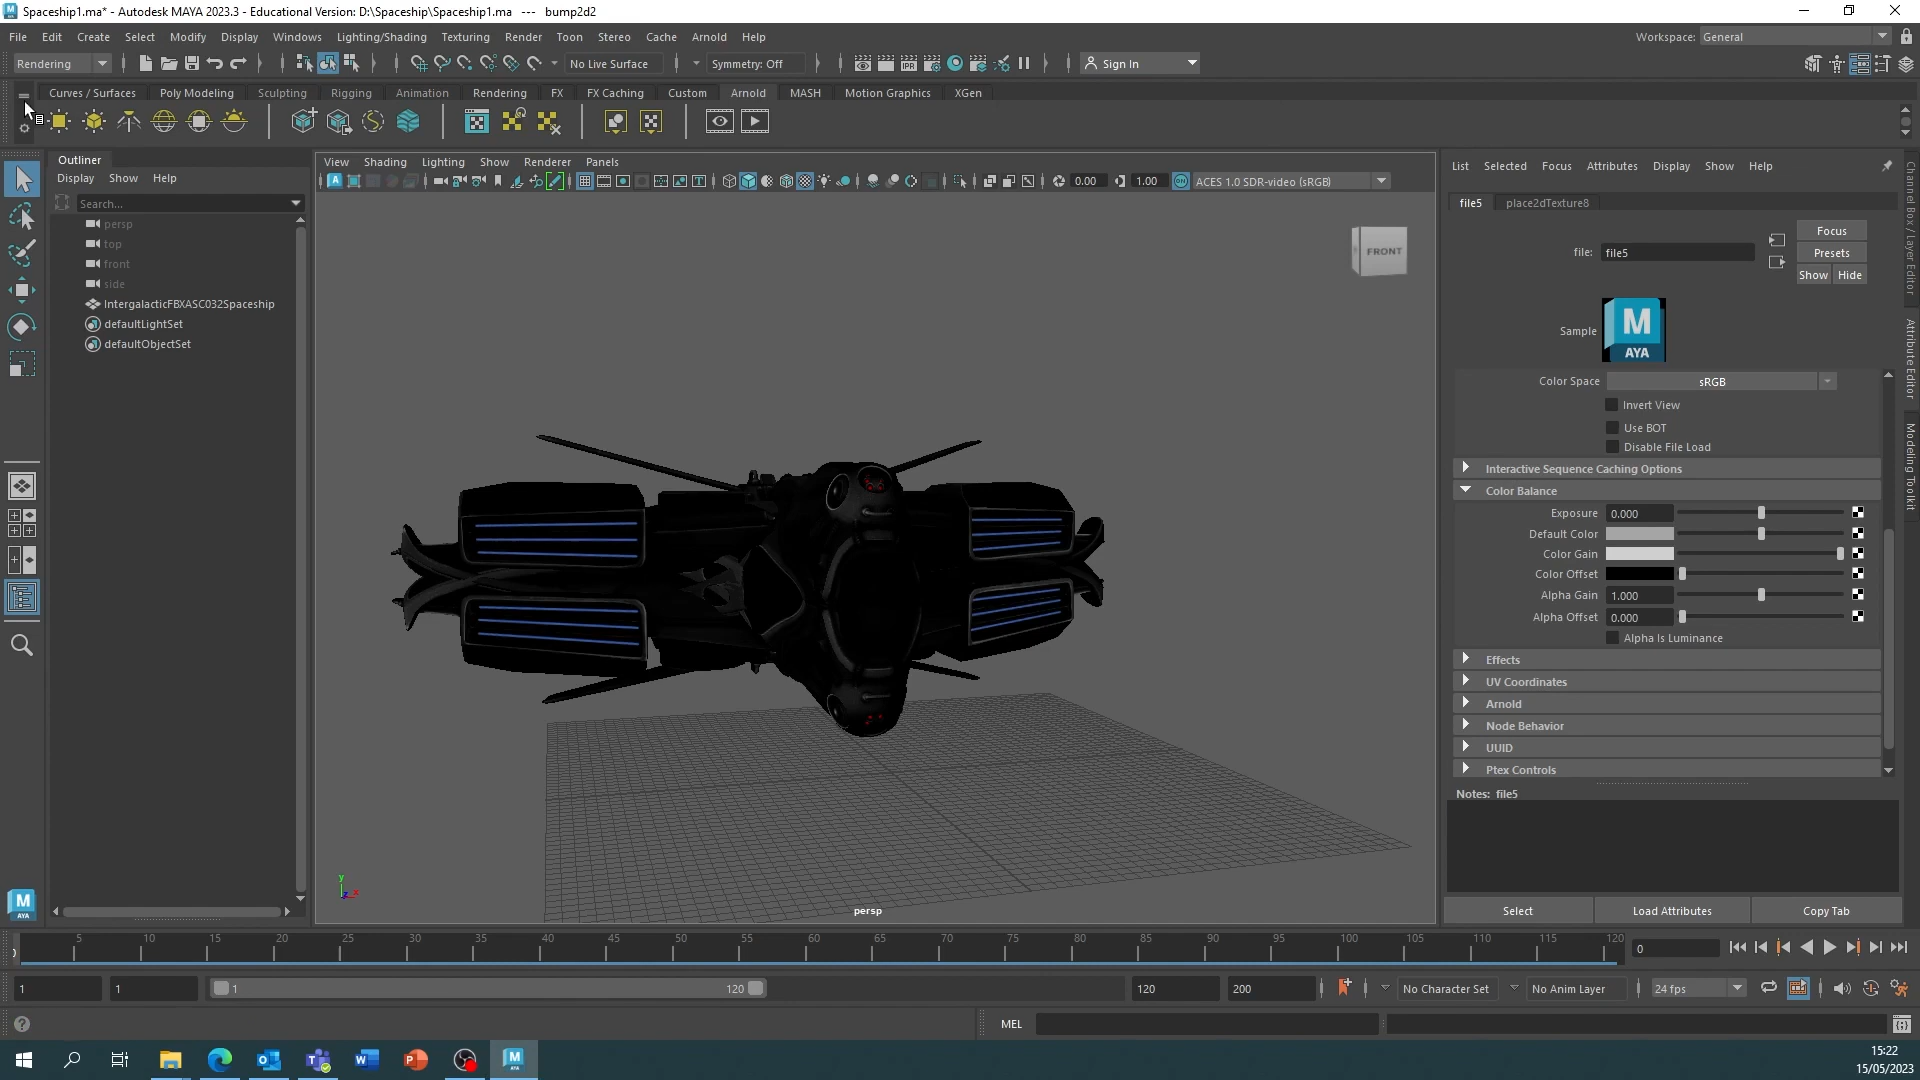 Spaceship1.ma* - Autodesk MAYA 2023.3 - Educational Version: D:\Spaceship\Spaceship1.ma --- bump2d2
File Edit Create Select Modify Display Windows Lighting/Shading Texturing Render Toon Stereo Cache Arnold Help
Workspace: General
Rendering
No Live Surface
Symmetry: Off
IPR
Sign In
Curves / Surfaces Poly Modeling Sculpting Rigging Animation Rendering FX FX Caching Custom Arnold MASH Motion Graphics XGen
Outliner
Display Show Help
Search...
persp
top
front
side
IntergalacticFBXASC032Spaceship
defaultLightSet
defaultObjectSet
View Shading Lighting Show Renderer Panels
0.00
1.00
ACES 1.0 SDR-video (sRGB)
FRONT
y
x
persp
List Selected Focus Attributes Display Show Help
file5 place2dTexture8
file: file5
Focus
Presets
Show Hide
Sample
M
AYA
Color Space sRGB
Invert View
Use BOT
Disable File Load
Interactive Sequence Caching Options
Color Balance
Exposure 0.000
Default Color
Color Gain
Color Offset
Alpha Gain 1.000
Alpha Offset 0.000
Alpha Is Luminance
Effects
UV Coordinates
Arnold
Node Behavior
UUID
Ptex Controls
Notes: file5
Select Load Attributes Copy Tab
Channel Box / Layer Editor
Attribute Editor
Modeling Toolkit
M
AYA
5 10 15 20 25 30 35 40 45 50 55 60 65 70 75 80 85 90 95 100 105 110 115 120
0
1 1 1 120 120 200
No Character Set
No Anim Layer
24 fps
MEL
15:22
15/05/2023